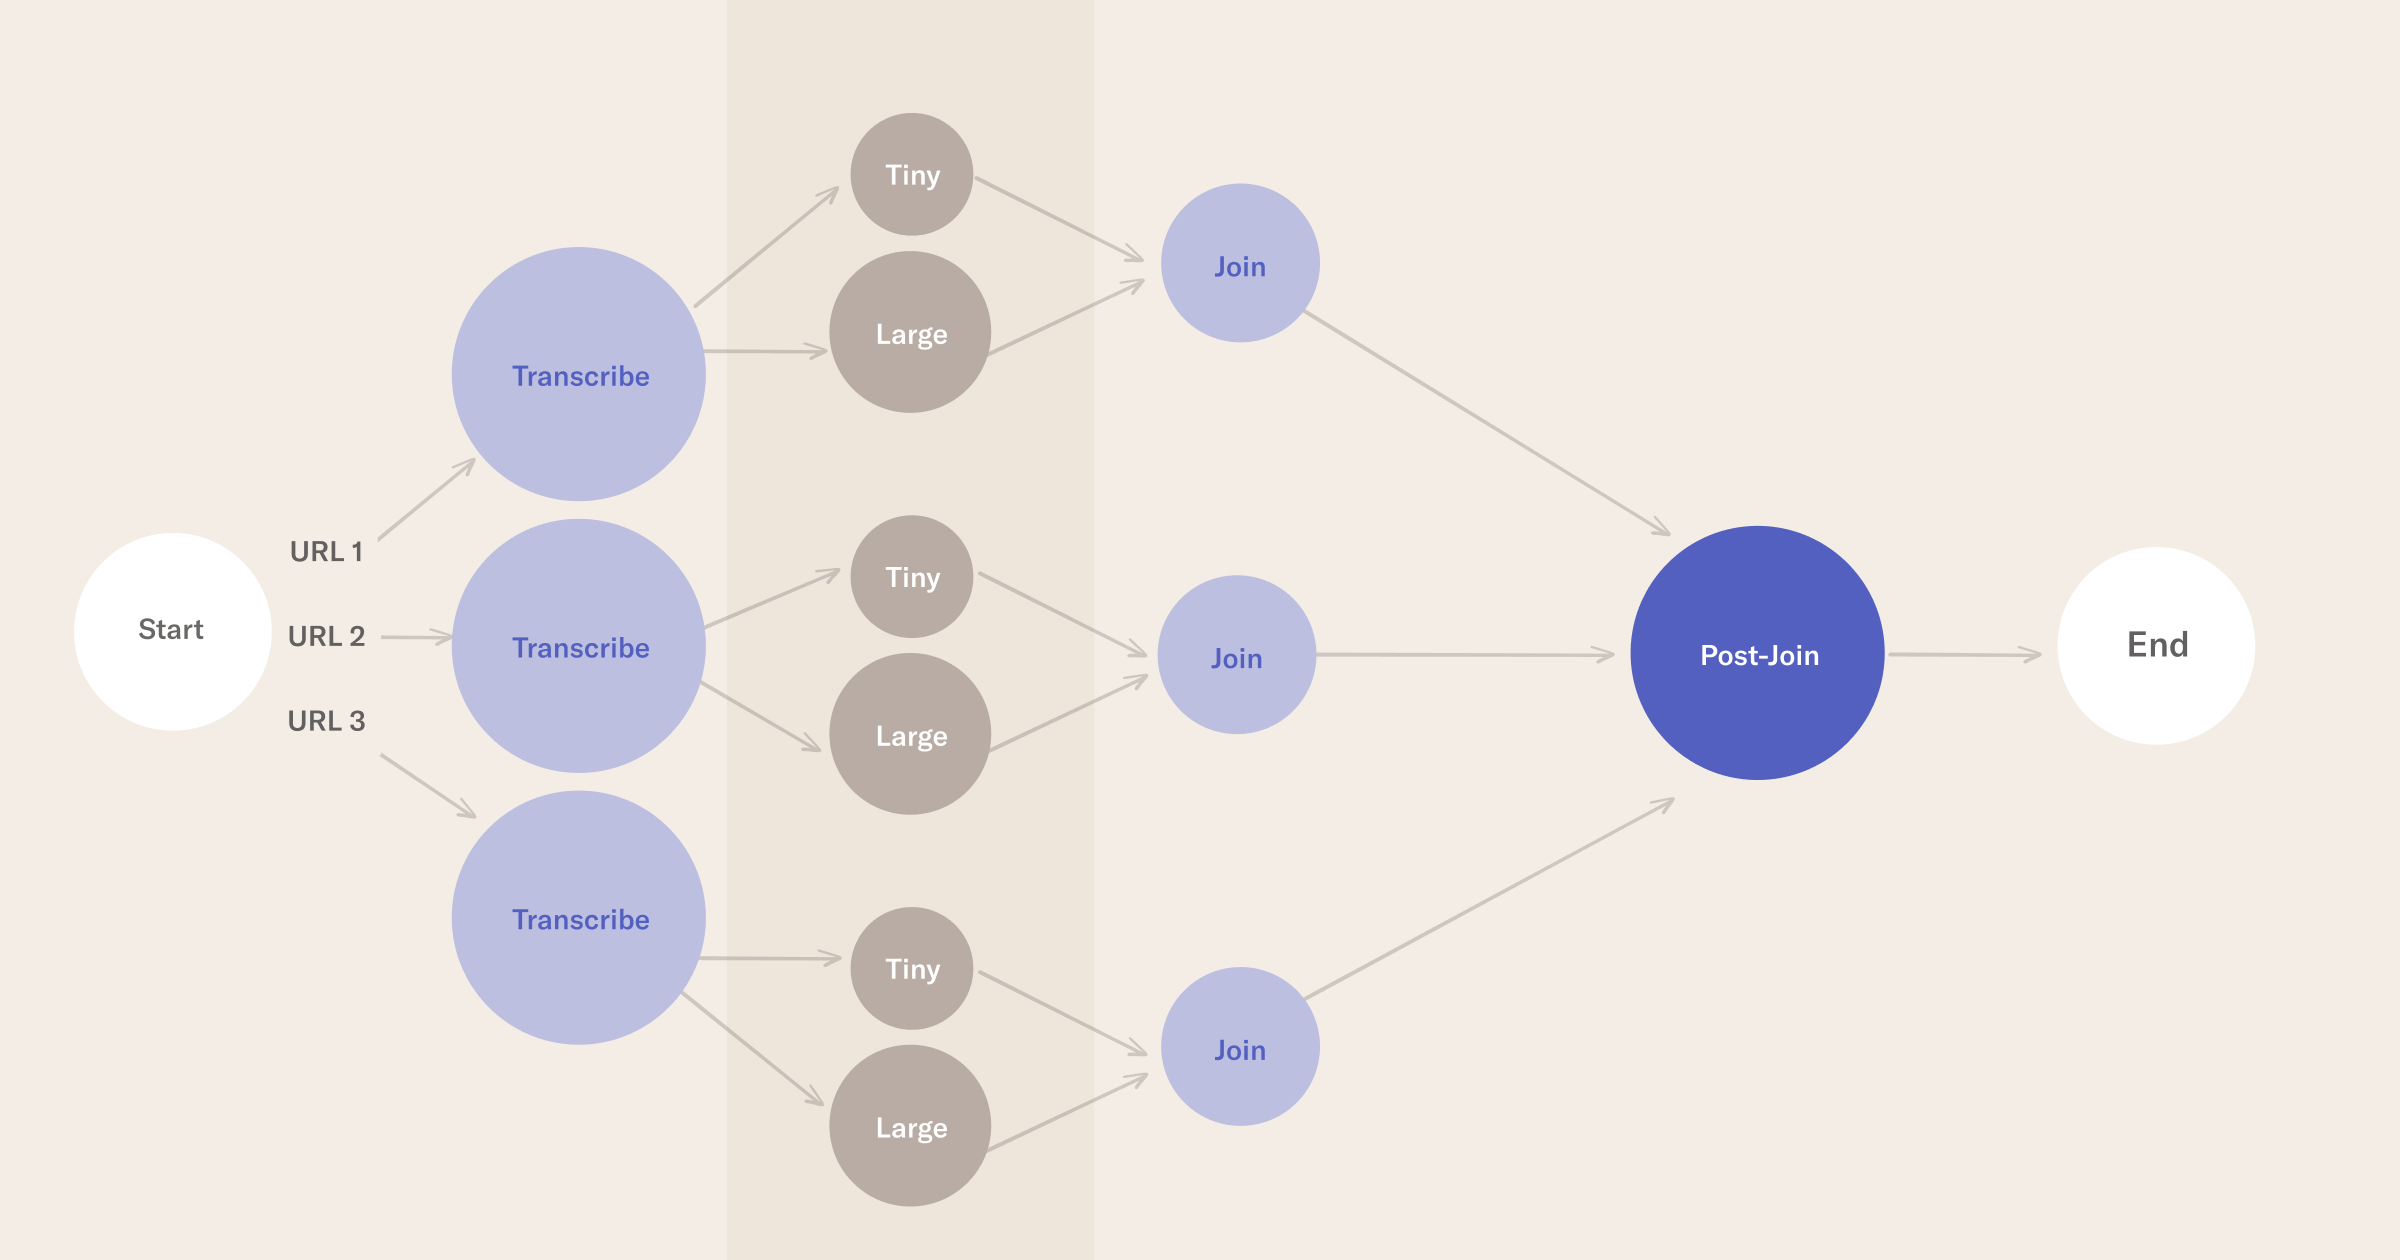 Start
URL 1
URL 2
URL 3
Transcribe
Transcribe
Transcribe
Tiny
Large
Tiny
Large
Tiny
Large
Join
Join
Join
Post-Join
End